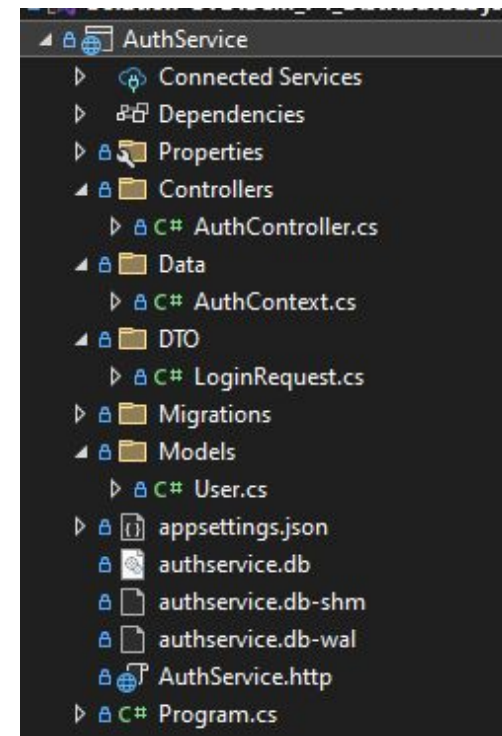 AuthService
Connected Services
Dependencies
Properties
Controllers
C# AuthController.cs
Data
C# AuthContext.cs
DTO
C# LoginRequest.cs
Migrations
Models
C# User.cs
appsettings.json
authservice.db
authservice.db-shm
authservice.db-wal
AuthService.http
C# Program.cs